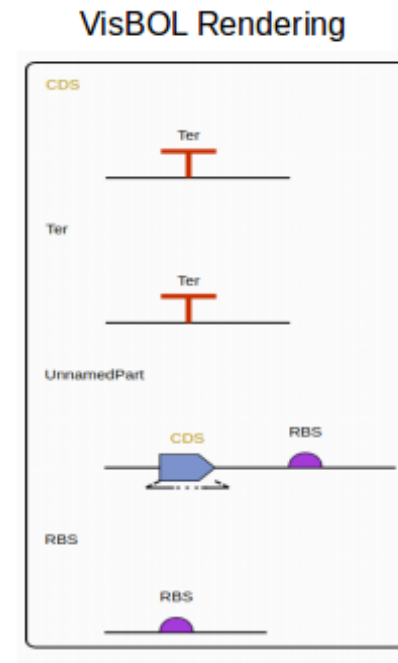 VisBOL Rendering
CDS
Ter
Ter
Ter
UnnamedPart
CDS RBS
RBS
RBS